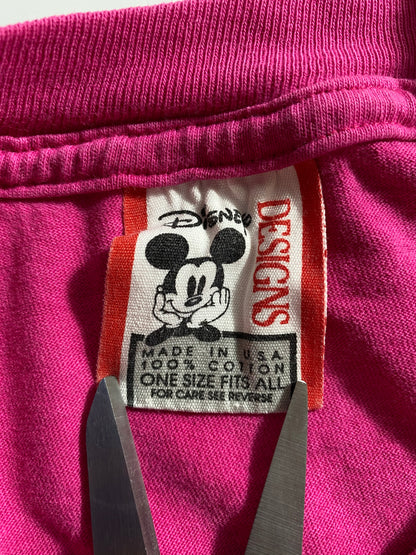 Disney
DESIGNS
MADE IN U.S.A.
100% COTTON
ONE SIZE FITS ALL
FOR CARE SEE REVERSE